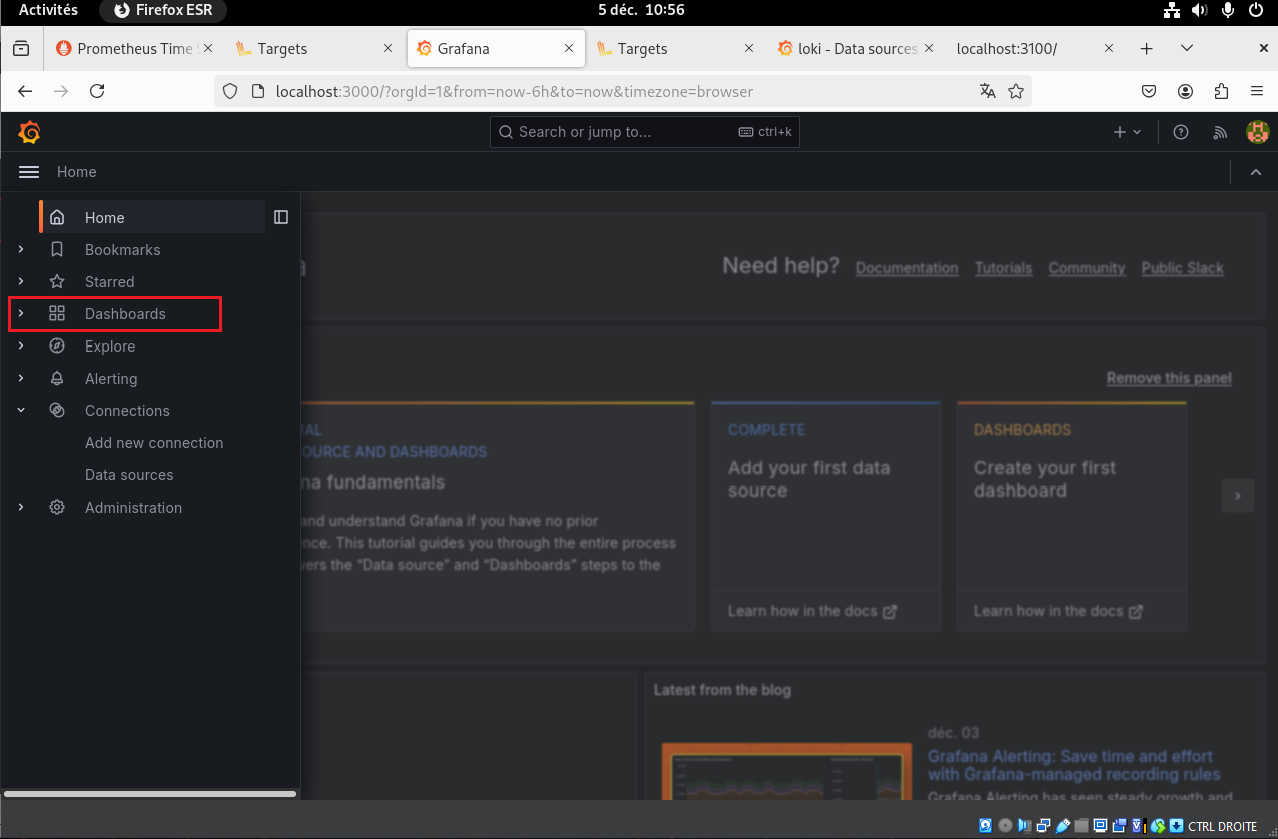 Activités Firefox ESR 5 déc. 10:56
Prometheus Time Targets Grafana Targets loki - Data sources localhost:3100/
localhost:3000/?orgId=1&from=now-6h&to=now&timezone=browser
Search or jump to... ctrl+k
Home
Home
Bookmarks
Starred
Dashboards
Explore
Alerting
Connections
Add new connection
Data sources
Administration
Need help? Documentation Tutorials Community Public Slack
Remove this panel
IAL
OURCE AND DASHBOARDS
na fundamentals
and understand Grafana if you have no prior
nce. This tutorial guides you through the entire process
vers the “Data source” and “Dashboards” steps to the
COMPLETE
Add your first data
source
Learn how in the docs
DASHBOARDS
Create your first
dashboard
Learn how in the docs
Latest from the blog
déc. 03
Grafana Alerting: Save time and effort
with Grafana-managed recording rules
Grafana Alerting has seen steady growth and
CTRL DROITE